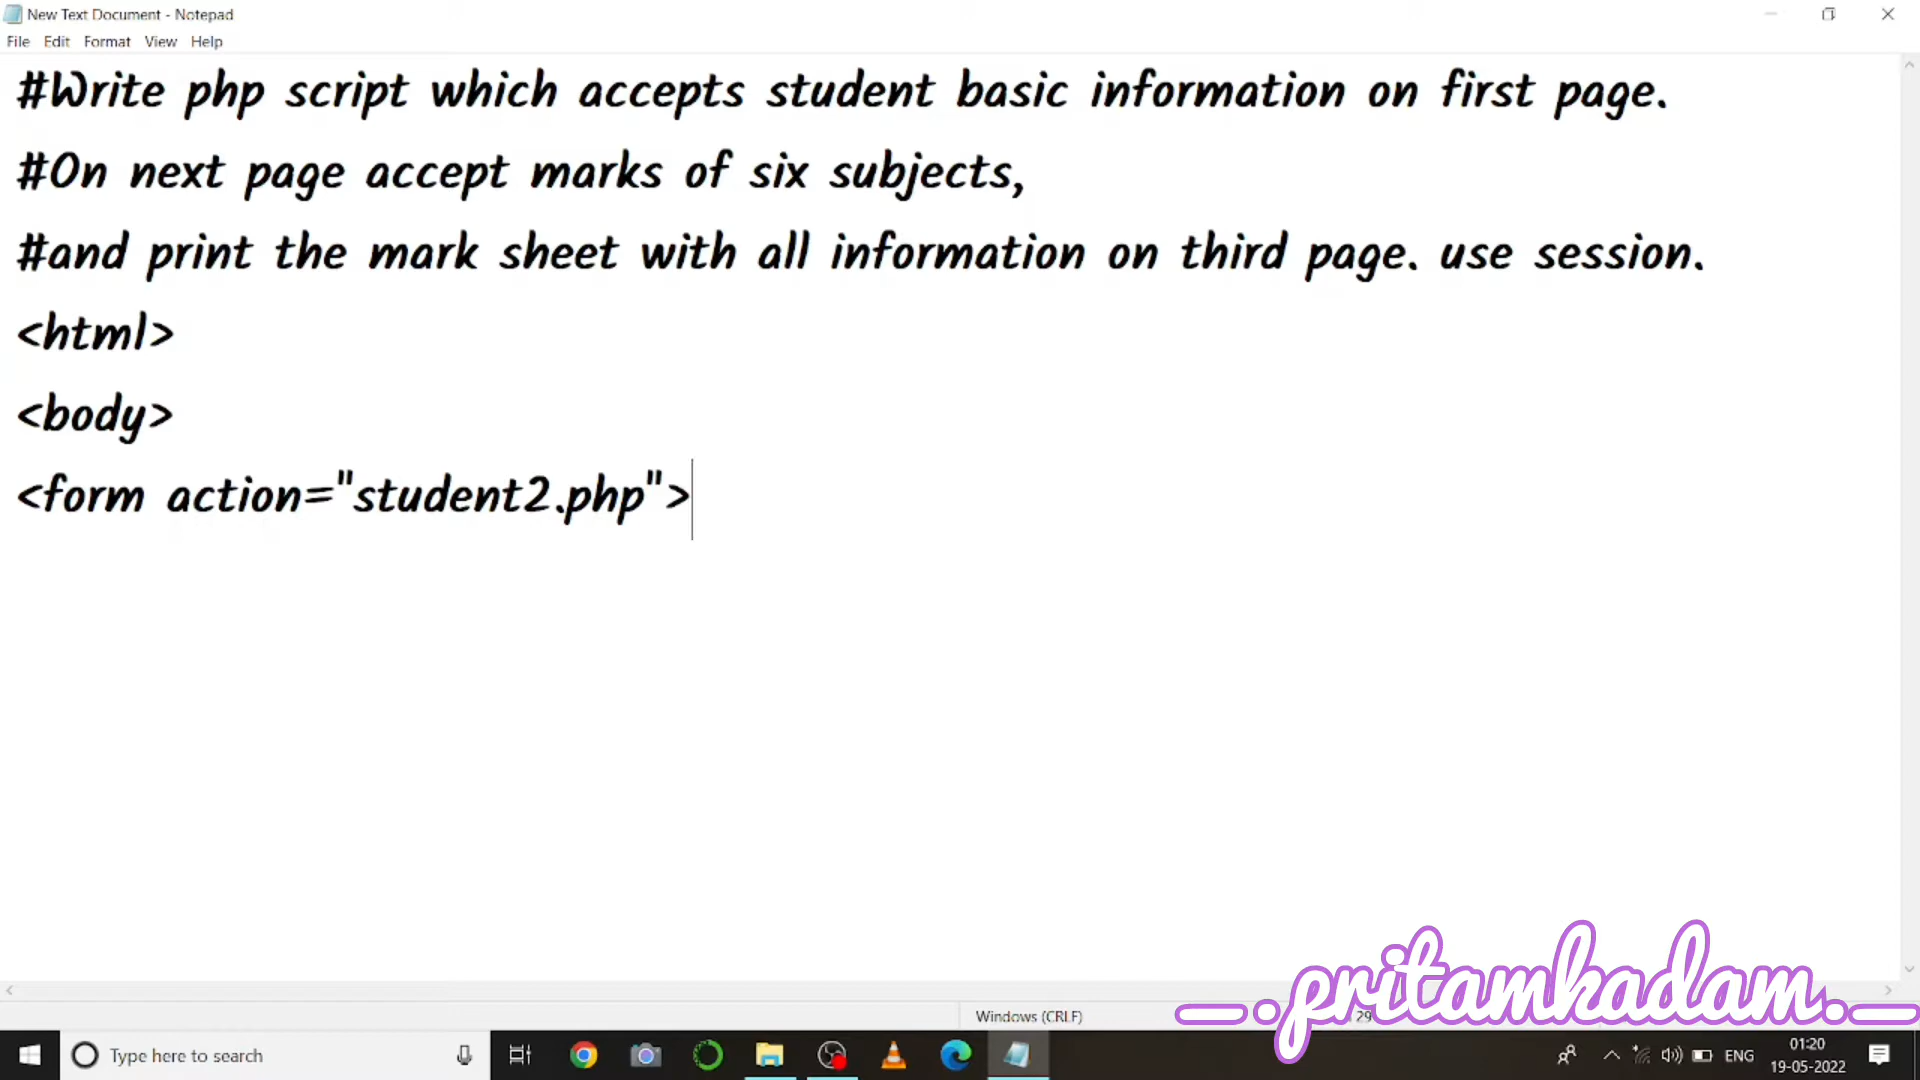 New Text Document - Notepad
File Edit Format View Help
#Write php script which accepts student basic information on first page.
#On next page accept marks of six subjects,
#and print the mark sheet with all information on third page. use session.
<html>
<body>
<form action="student2.php">
Windows (CRLF)
_.pritamkadam._
Type here to search
ENG
01:20
19-05-2022